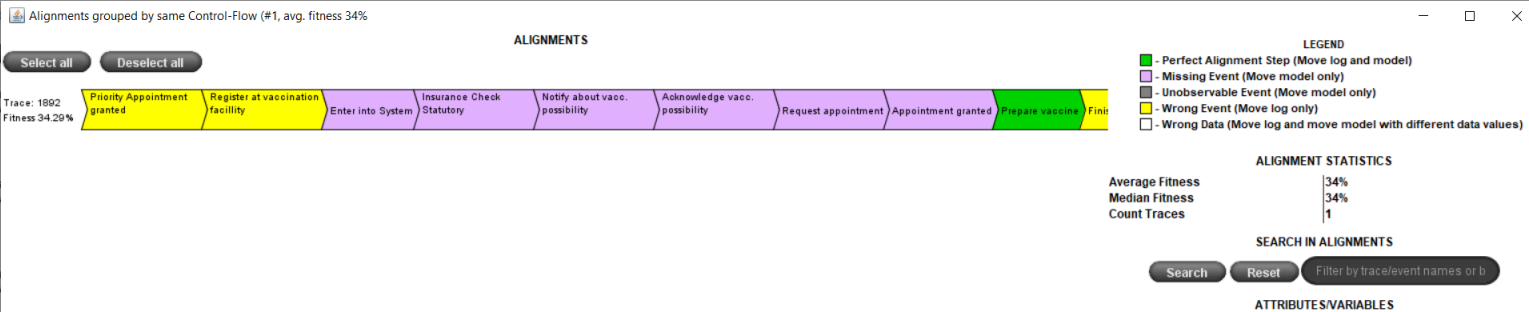 Alignments grouped by same Control-Flow (#1, avg. fitness 34%
ALIGNMENTS
Select all
Deselect all
Trace: 1892
Fitness 34.29%
Priority Appointment
granted
Register at vaccination
facillity
Enter into System
Insurance Check
Statutory
Notify about vacc.
possibility
Acknowledge vacc.
possibility
Request appointment
Appointment granted
Prepare vaccine
Finis
LEGEND
- Perfect Alignment Step (Move log and model)
- Missing Event (Move model only)
- Unobservable Event (Move model only)
- Wrong Event (Move log only)
- Wrong Data (Move log and move model with different data values)
ALIGNMENT STATISTICS
Average Fitness 34%
Median Fitness 34%
Count Traces 1
SEARCH IN ALIGNMENTS
Search
Reset
Filter by trace/event names or b
ATTRIBUTES/VARIABLES